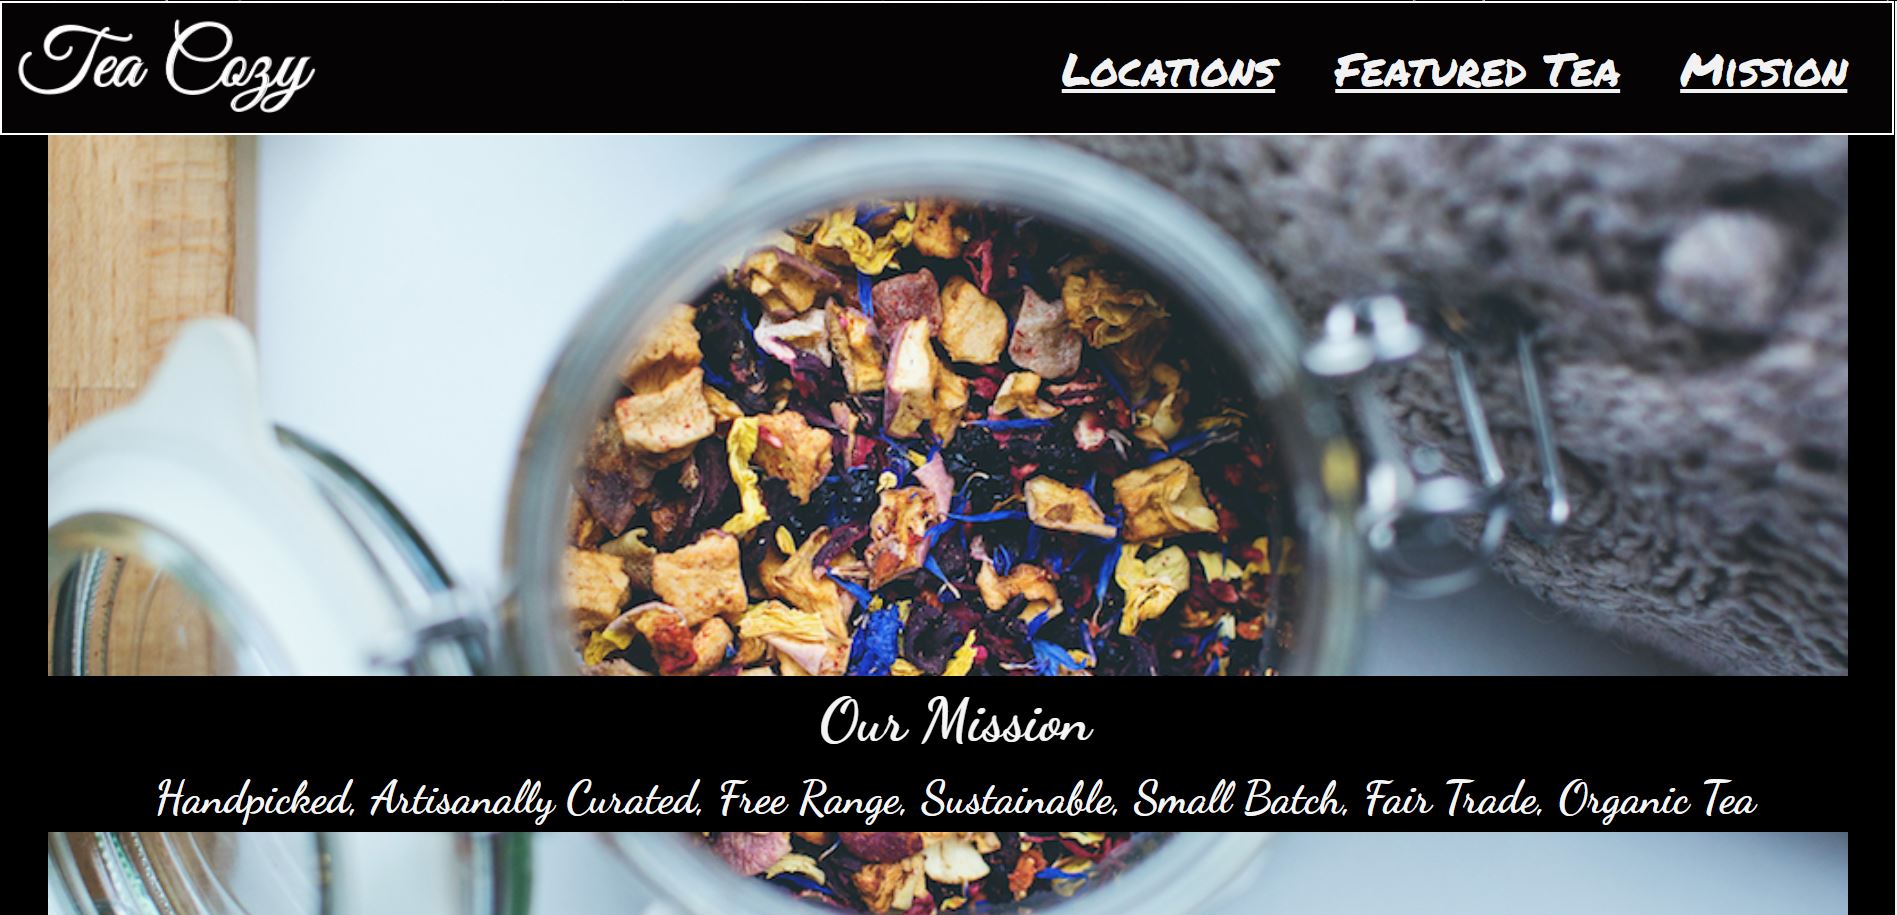 Tea Cozy
Locations Featured Tea Mission
Our Mission
Handpicked, Artisanally Curated, Free Range, Sustainable, Small Batch, Fair Trade, Organic Tea